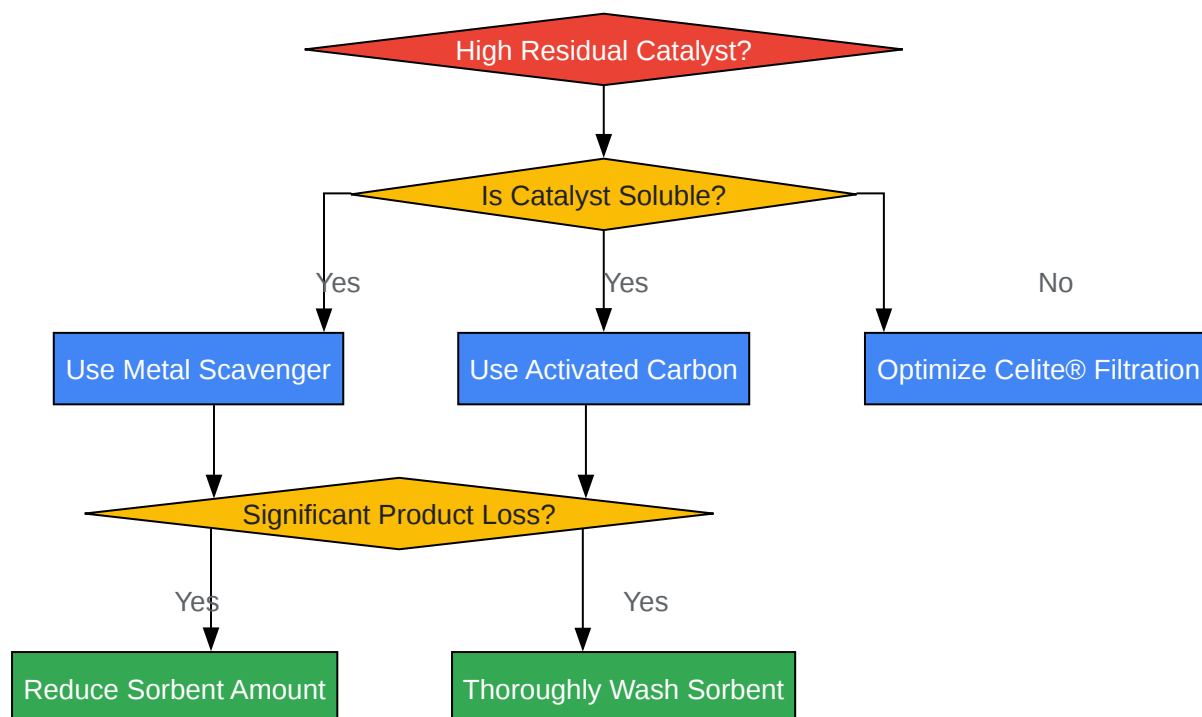 High Residual Catalyst?
Is Catalyst Soluble?
Yes
Yes
No
Use Metal Scavenger
Use Activated Carbon
Optimize Celite® Filtration
Significant Product Loss?
Yes
Yes
Reduce Sorbent Amount
Thoroughly Wash Sorbent